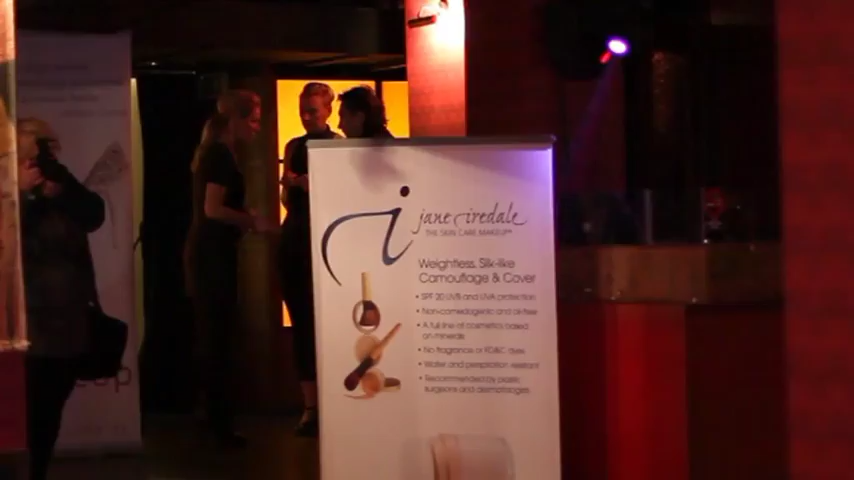 jane iredale
THE SKIN CARE MAKEUP™
Weightless, Silk-like
Camouflage & Cover
• SPF 20 UVB and UVA protection
• Non-comedogenic and oil-free
• A full line of cosmetics based
on minerals
• No fragrance or FD&C dyes
• Water and perspiration resistant
• Recommended by plastic
surgeons and dermatologists